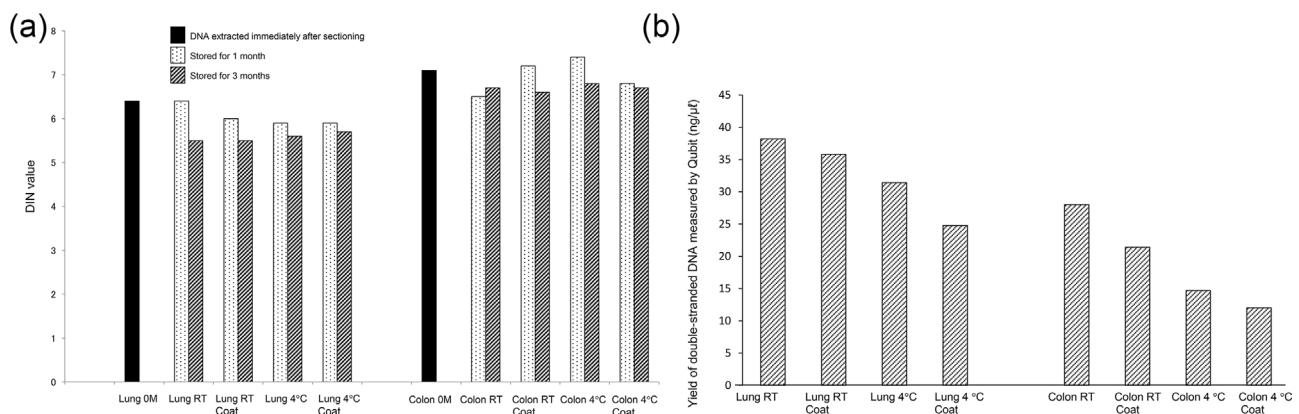 (a)
DIN value
8
7
6
5
4
3
2
1
0
DNA extracted immediately after sectioning
Stored for 1 month
Stored for 3 months
Lung 0M
Lung RT
Lung RT
Coat
Lung 4°C
Lung 4°C
Coat
Colon 0M
Colon RT
Colon RT
Coat
Colon 4°C
Colon 4°C
Coat
(b)
Yield of double-stranded DNA measured by Qubit (ng/μℓ)
45
40
35
30
25
20
15
10
5
0
Lung RT
Lung RT
Coat
Lung 4°C
Lung 4 °C
Coat
Colon RT
Colon RT
Coat
Colon 4 °C
Colon 4 °C
Coat